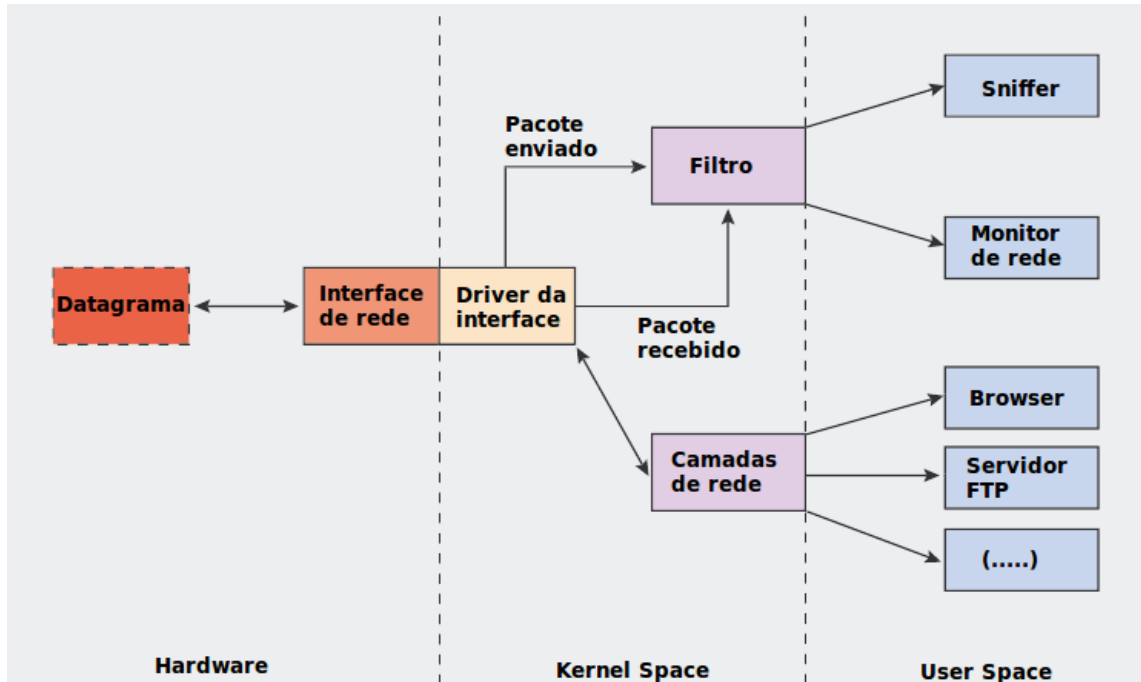 Sniffer
Pacote
enviado
Filtro
Monitor
de rede
Datagrama
Interface
de rede
Driver da
interface
Pacote
recebido
Browser
Camadas
de rede
Servidor
FTP
(.....)
Hardware
Kernel Space
User Space